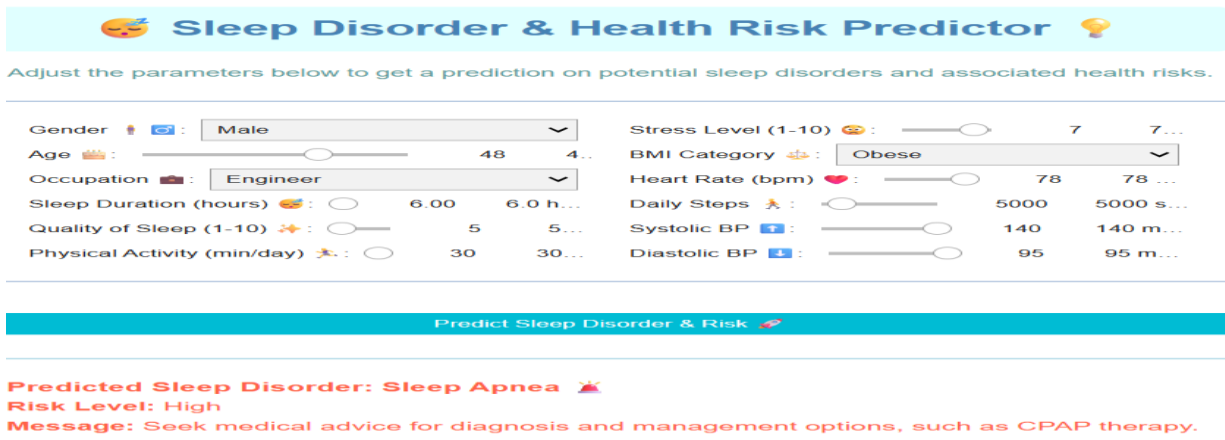 Sleep Disorder & Health Risk Predictor
Adjust the parameters below to get a prediction on potential sleep disorders and associated health risks.
Gender : Male
Age : 48 4..
Occupation : Engineer
Sleep Duration (hours) : 6.00 6.0 h...
Quality of Sleep (1-10) : 5 5...
Physical Activity (min/day) : 30 30...
Stress Level (1-10) : 7 7...
BMI Category : Obese
Heart Rate (bpm) : 78 78 ...
Daily Steps : 5000 5000 s...
Systolic BP : 140 140 m...
Diastolic BP : 95 95 m...
Predict Sleep Disorder & Risk
Predicted Sleep Disorder: Sleep Apnea
Risk Level: High
Message: Seek medical advice for diagnosis and management options, such as CPAP therapy.